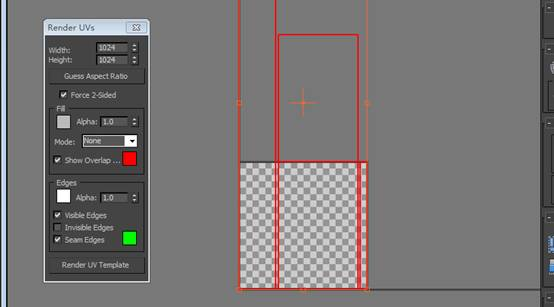 Render UVs
Width: 1024
Height: 1024
Guess Aspect Ratio
Force 2-Sided
Fill
Alpha: 1.0
Mode: None
Show Overlap ...
Edges
Alpha: 1.0
Visible Edges
Invisible Edges
Seam Edges
Render UV Template